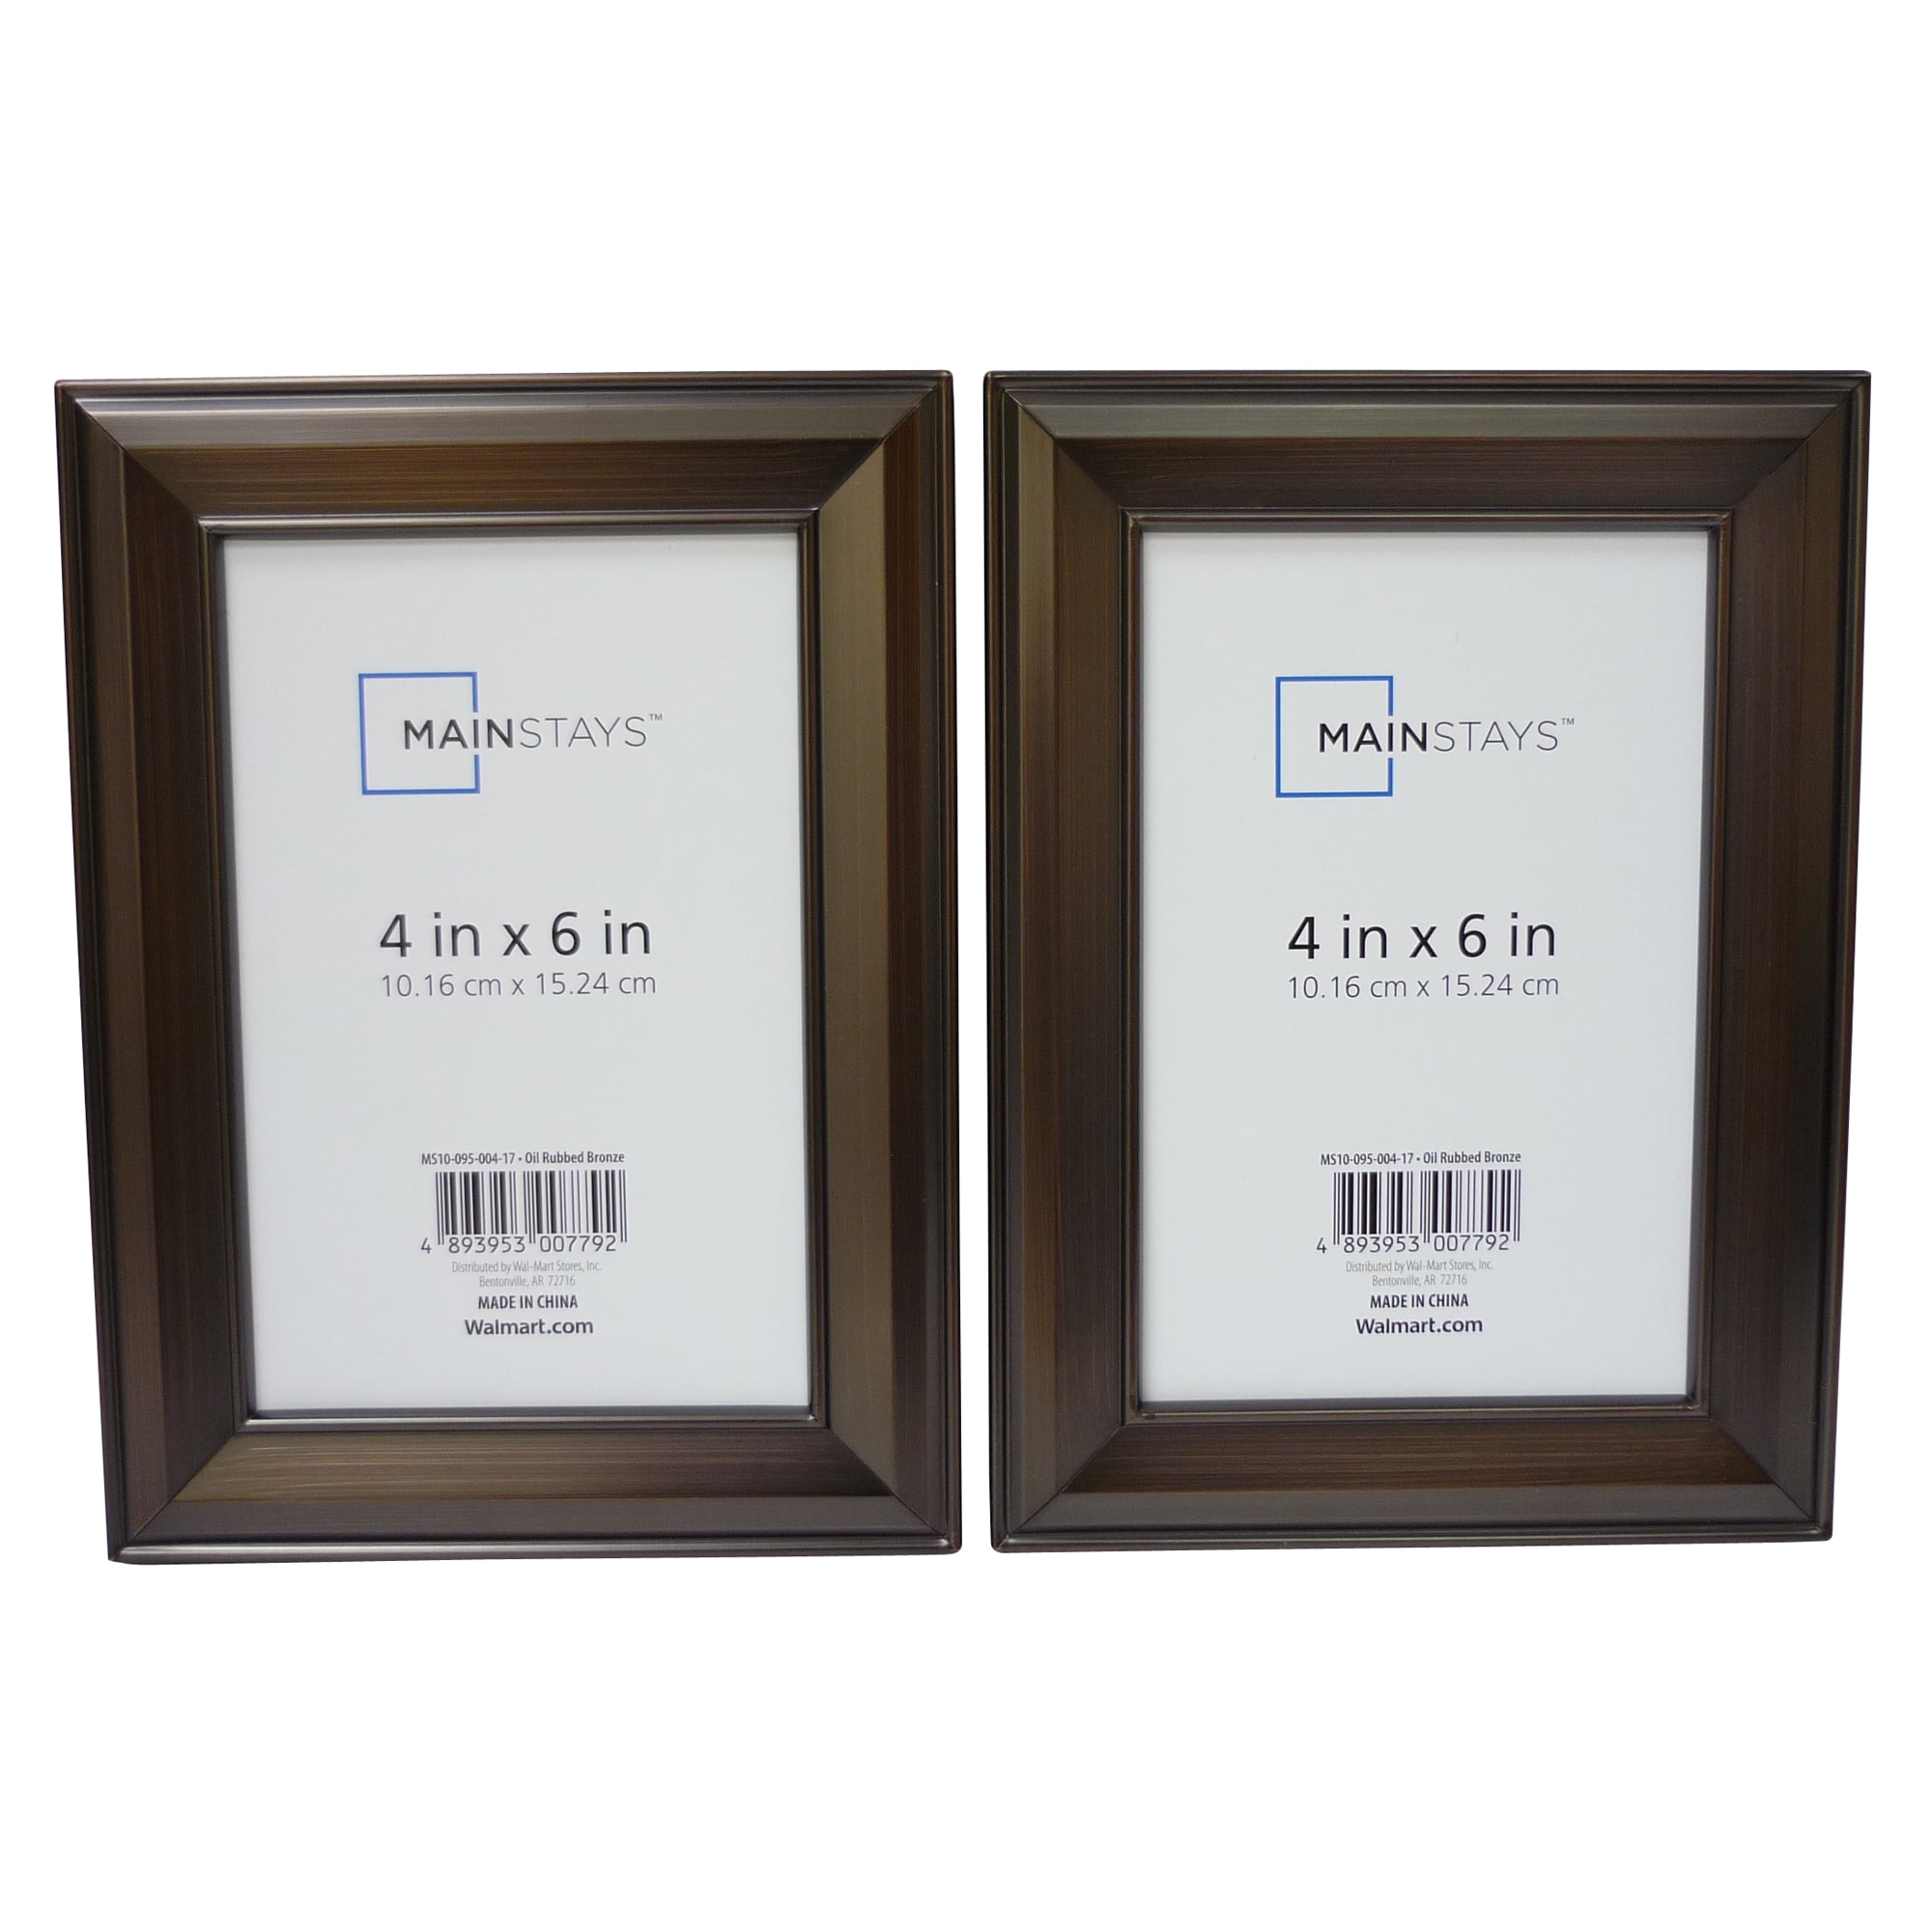 MAINSTAYS™
4 in x 6 in
10.16 cm x 15.24 cm
MS10-095-004-17 • Oil Rubbed Bronze
4 893953 007792
Distributed by Wal-Mart Stores, Inc.
Bentonville, AR 72716
MADE IN CHINA
Walmart.com
MAINSTAYS™
4 in x 6 in
10.16 cm x 15.24 cm
MS10-095-004-17 • Oil Rubbed Bronze
4 893953 007792
Distributed by Wal-Mart Stores, Inc.
Bentonville, AR 72716
MADE IN CHINA
Walmart.com